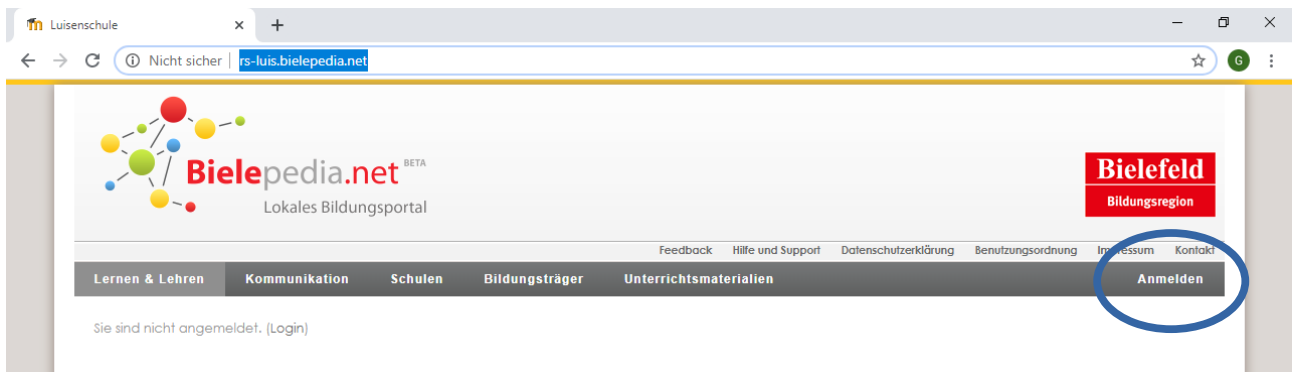 Luisenschule
Nicht sicher | rs-luis.bielepedia.net
G
Bielepedia.net BETA
Lokales Bildungsportal
Bielefeld
Bildungsregion
Feedback Hilfe und Support Datenschutzerklärung Benutzungsordnung Impressum Kontakt
Lernen & Lehren Kommunikation Schulen Bildungsträger Unterrichtsmaterialien Anmelden
Sie sind nicht angemeldet. (Login)